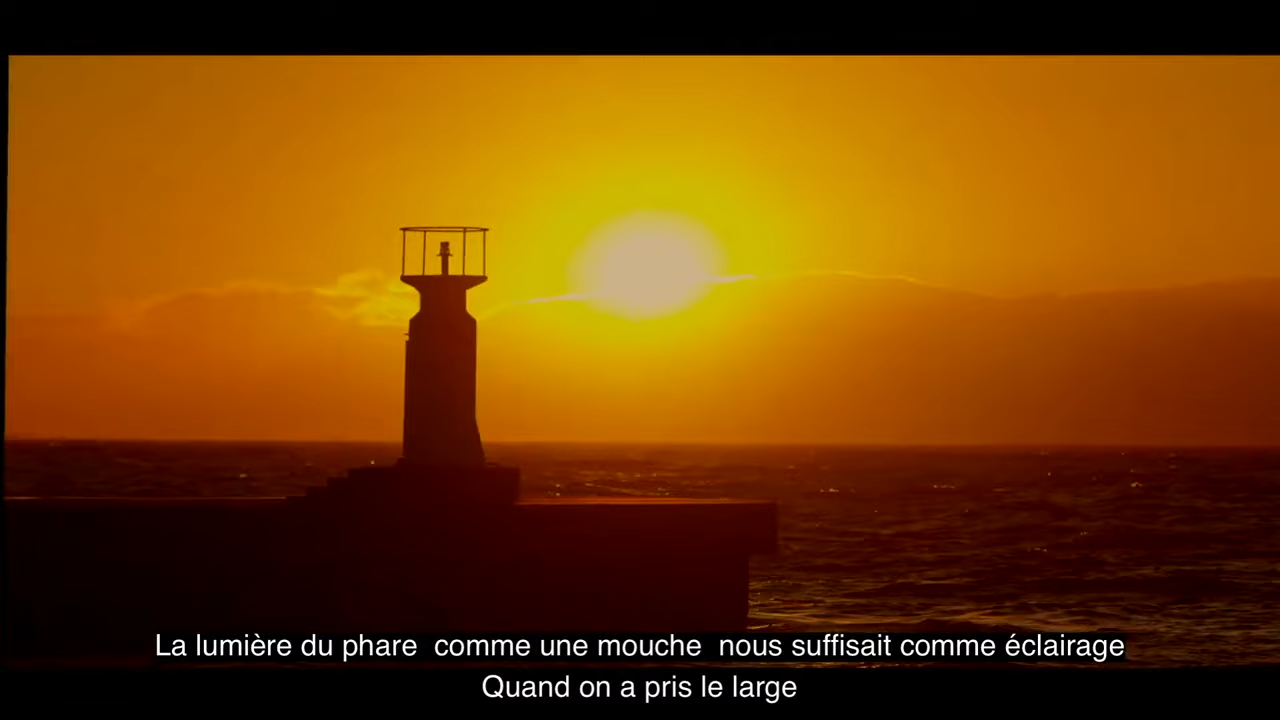 La lumière du phare  comme une mouche  nous suffisait comme éclairage
Quand on a pris le large